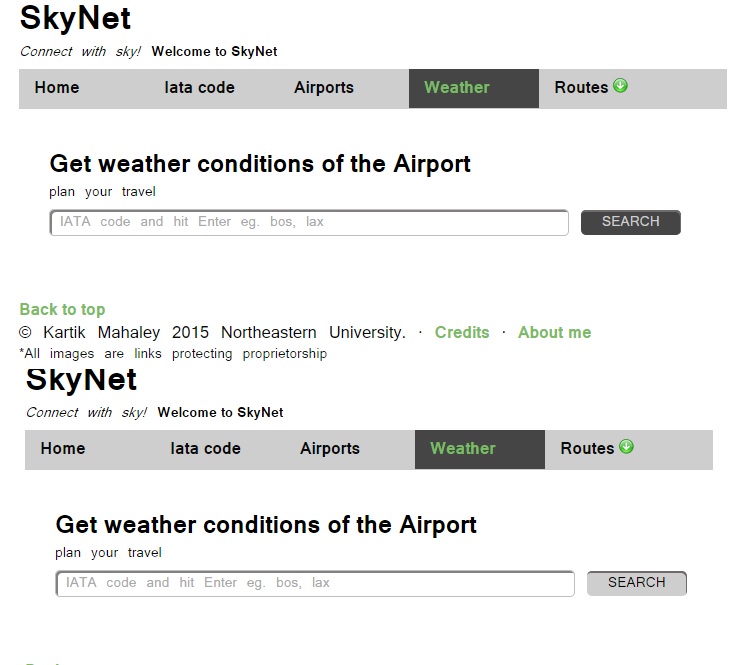 SkyNet
Connect with sky! Welcome to SkyNet
Home Iata code Airports Weather Routes
Get weather conditions of the Airport
plan your travel
IATA code and hit Enter eg. bos, lax SEARCH
Back to top
© Kartik Mahaley 2015 Northeastern University. · Credits · About me
*All images are links protecting proprietorship
SkyNet
Connect with sky! Welcome to SkyNet
Home Iata code Airports Weather Routes
Get weather conditions of the Airport
plan your travel
IATA code and hit Enter eg. bos, lax SEARCH